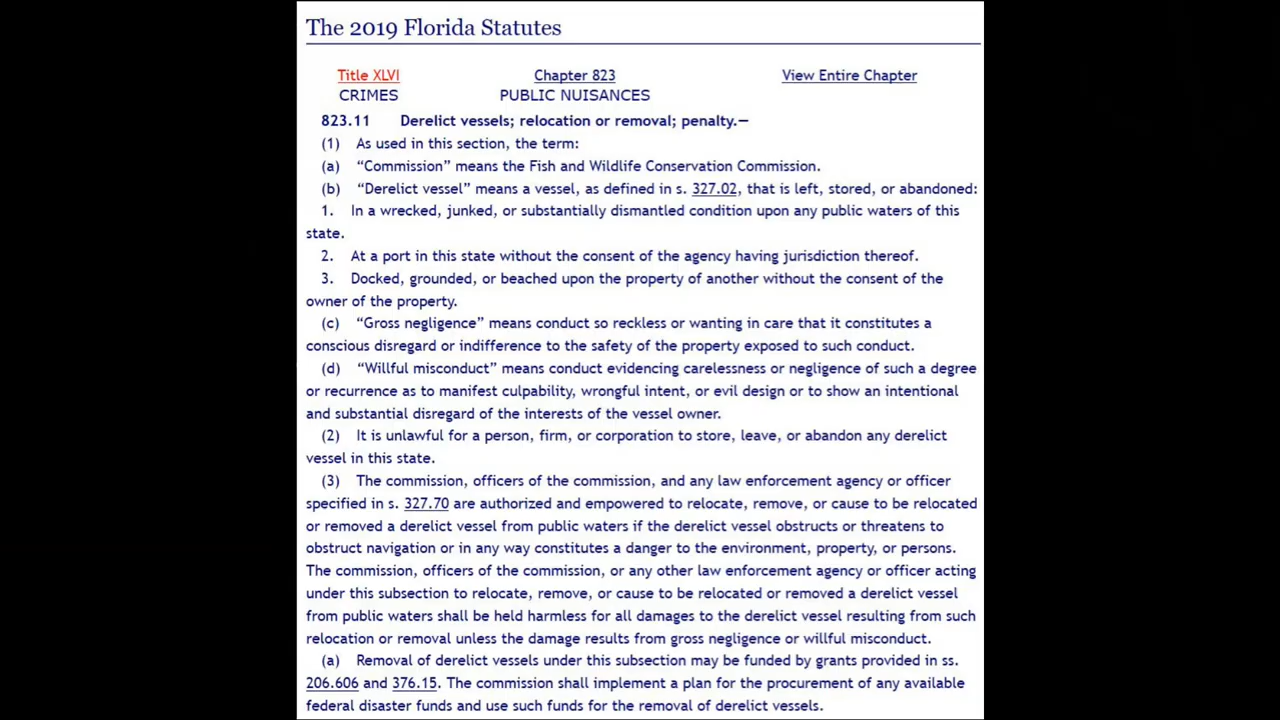 The 2019 Florida Statutes
Title XLVI Chapter 823 View Entire Chapter
CRIMES PUBLIC NUISANCES
823.11 Derelict vessels; relocation or removal; penalty.—
(1) As used in this section, the term:
(a) “Commission” means the Fish and Wildlife Conservation Commission.
(b) “Derelict vessel” means a vessel, as defined in s. 327.02, that is left, stored, or abandoned:
1. In a wrecked, junked, or substantially dismantled condition upon any public waters of this
state.
2. At a port in this state without the consent of the agency having jurisdiction thereof.
3. Docked, grounded, or beached upon the property of another without the consent of the
owner of the property.
(c) “Gross negligence” means conduct so reckless or wanting in care that it constitutes a
conscious disregard or indifference to the safety of the property exposed to such conduct.
(d) “Willful misconduct” means conduct evidencing carelessness or negligence of such a degree
or recurrence as to manifest culpability, wrongful intent, or evil design or to show an intentional
and substantial disregard of the interests of the vessel owner.
(2) It is unlawful for a person, firm, or corporation to store, leave, or abandon any derelict
vessel in this state.
(3) The commission, officers of the commission, and any law enforcement agency or officer
specified in s. 327.70 are authorized and empowered to relocate, remove, or cause to be relocated
or removed a derelict vessel from public waters if the derelict vessel obstructs or threatens to
obstruct navigation or in any way constitutes a danger to the environment, property, or persons.
The commission, officers of the commission, or any other law enforcement agency or officer acting
under this subsection to relocate, remove, or cause to be relocated or removed a derelict vessel
from public waters shall be held harmless for all damages to the derelict vessel resulting from such
relocation or removal unless the damage results from gross negligence or willful misconduct.
(a) Removal of derelict vessels under this subsection may be funded by grants provided in ss.
206.606 and 376.15. The commission shall implement a plan for the procurement of any available
federal disaster funds and use such funds for the removal of derelict vessels.